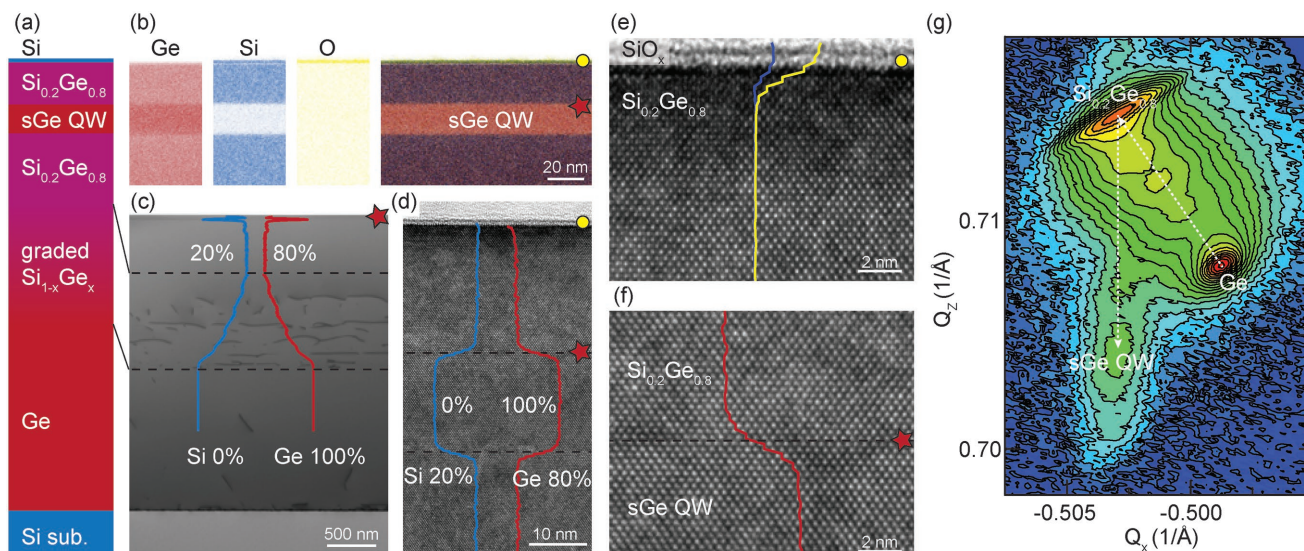 (a)
Si
Si0.2Ge0.8
sGe QW
Si0.2Ge0.8
graded
Si1-xGex
Ge
Si sub.
(b)
Ge
Si
O
sGe QW
20 nm
(c)
20%
80%
Si 0%
Ge 100%
500 nm
(d)
0%
100%
Si 20%
Ge 80%
10 nm
(e)
SiOx
Si0.2Ge0.8
2 nm
(f)
Si0.2Ge0.8
sGe QW
2 nm
(g)
Si0.2Ge0.8
Ge
sGe QW
0.71
0.70
QZ (1/Å)
-0.505
-0.500
Qx (1/Å)